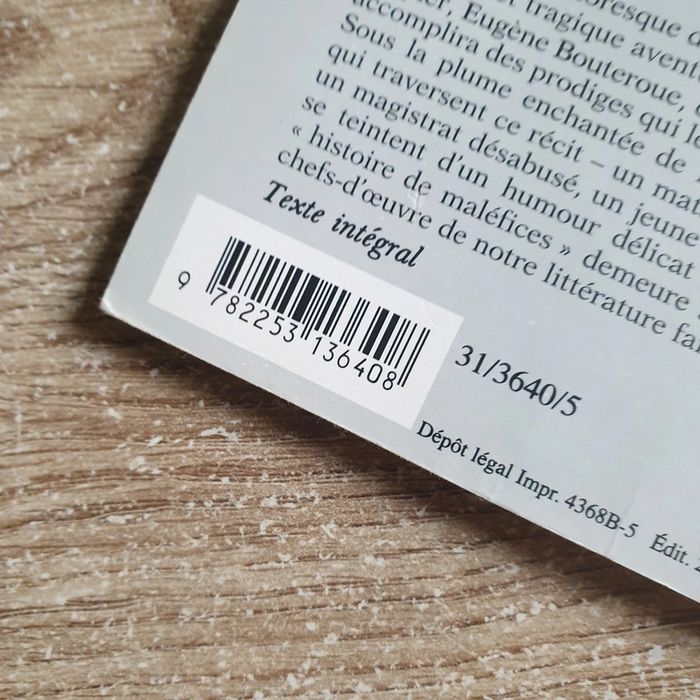 et tragique
Eugène Bouteroue,
accomplira des prodiges qui
Sous la plume enchantée de
qui traversent ce récit – un
un magistrat désabusé, un jeune
se teintent d'un humour délicat
« histoire de maléfices » demeure
chefs-d'œuvre de notre littérature
Texte intégral
9 782253 136408
31/3640/5
Dépôt légal Impr. 4368B-5 Édit.